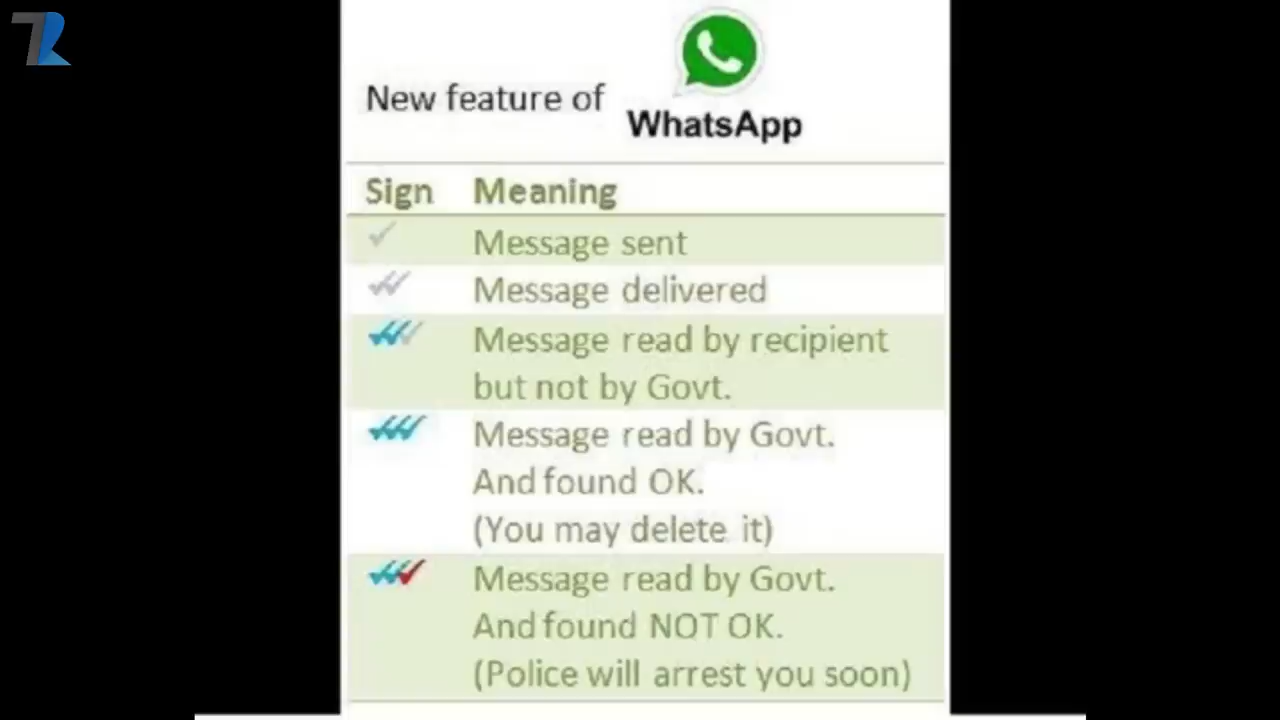 New feature of
WhatsApp
Sign Meaning
Message sent
Message delivered
Message read by recipient
but not by Govt.
Message read by Govt.
And found OK.
(You may delete it)
Message read by Govt.
And found NOT OK.
(Police will arrest you soon)